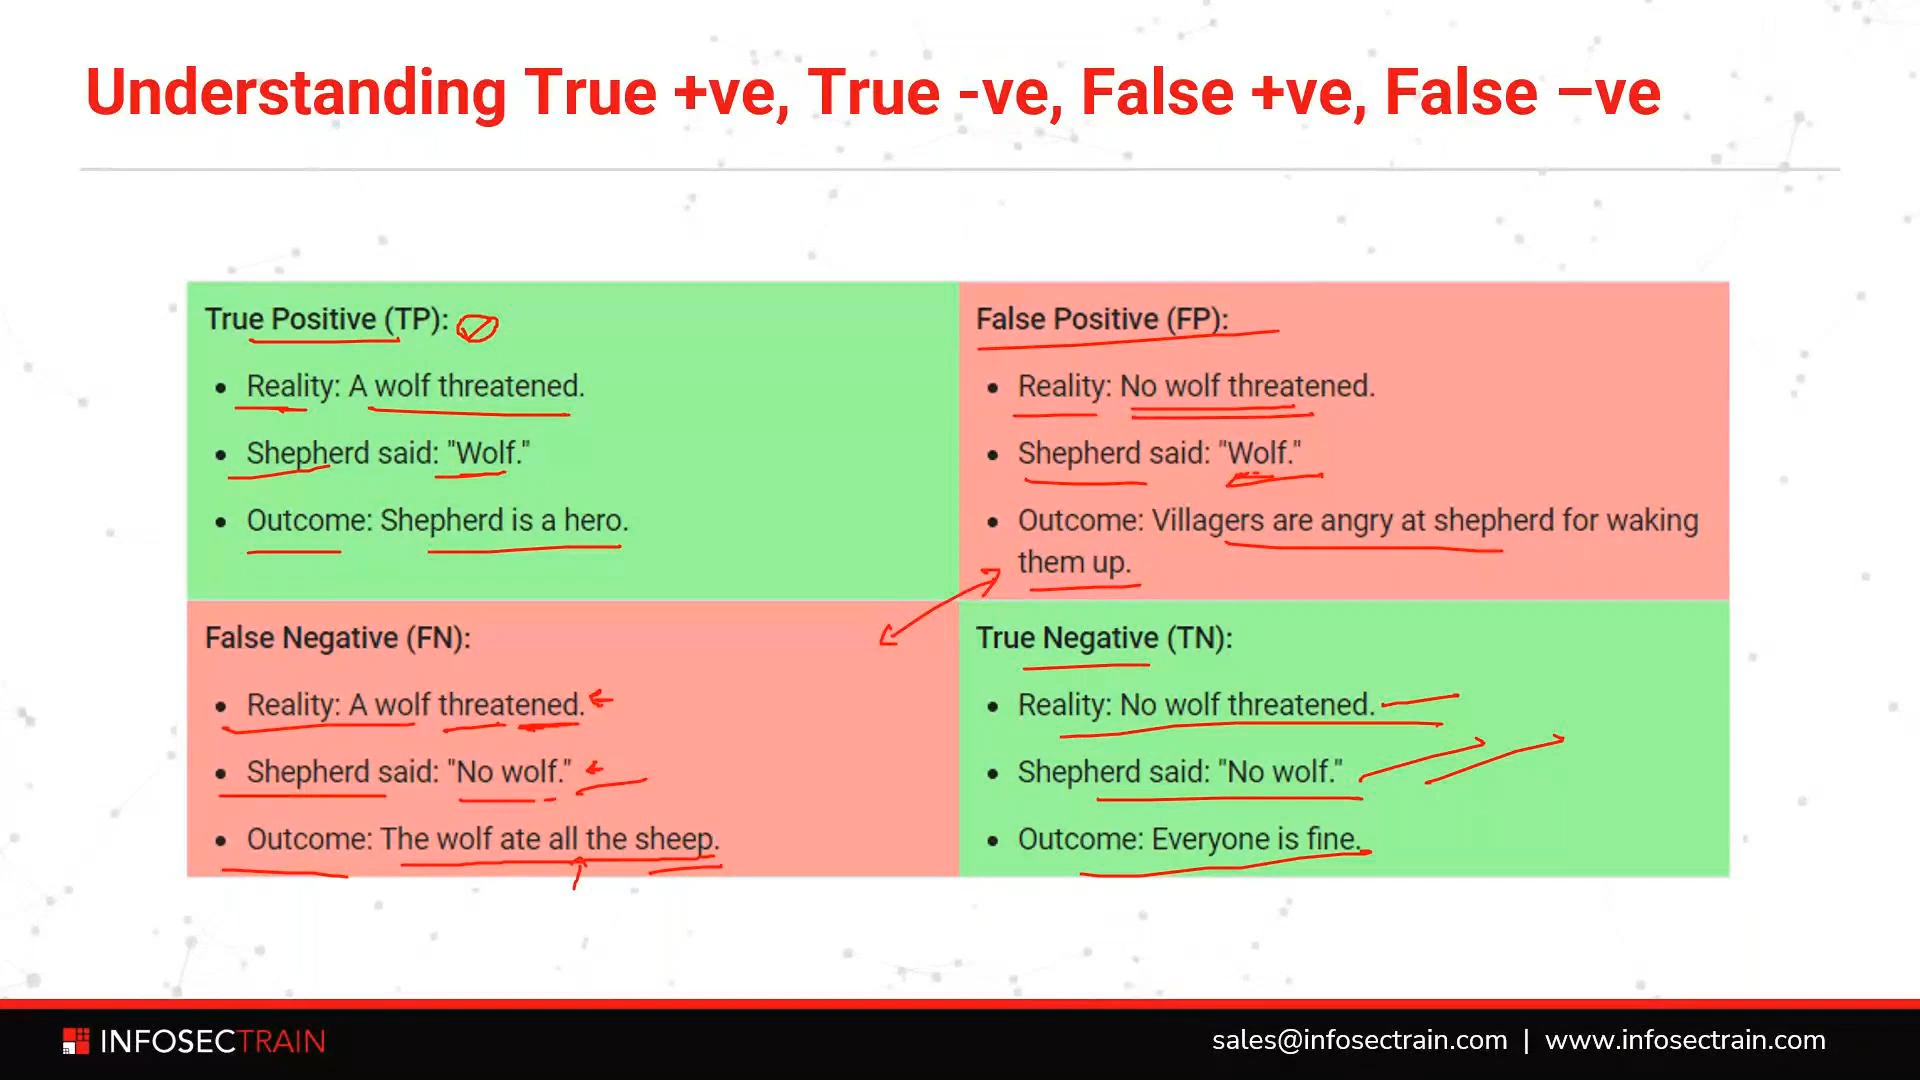 Understanding True +ve, True -ve, False +ve, False –ve
True Positive (TP):
• Reality: A wolf threatened.
• Shepherd said: "Wolf."
• Outcome: Shepherd is a hero.
False Positive (FP):
• Reality: No wolf threatened.
• Shepherd said: "Wolf."
• Outcome: Villagers are angry at shepherd for waking
them up.
False Negative (FN):
• Reality: A wolf threatened.
• Shepherd said: "No wolf."
• Outcome: The wolf ate all the sheep.
True Negative (TN):
• Reality: No wolf threatened.
• Shepherd said: "No wolf."
• Outcome: Everyone is fine.
INFOSECTRAIN
sales@infosectrain.com | www.infosectrain.com